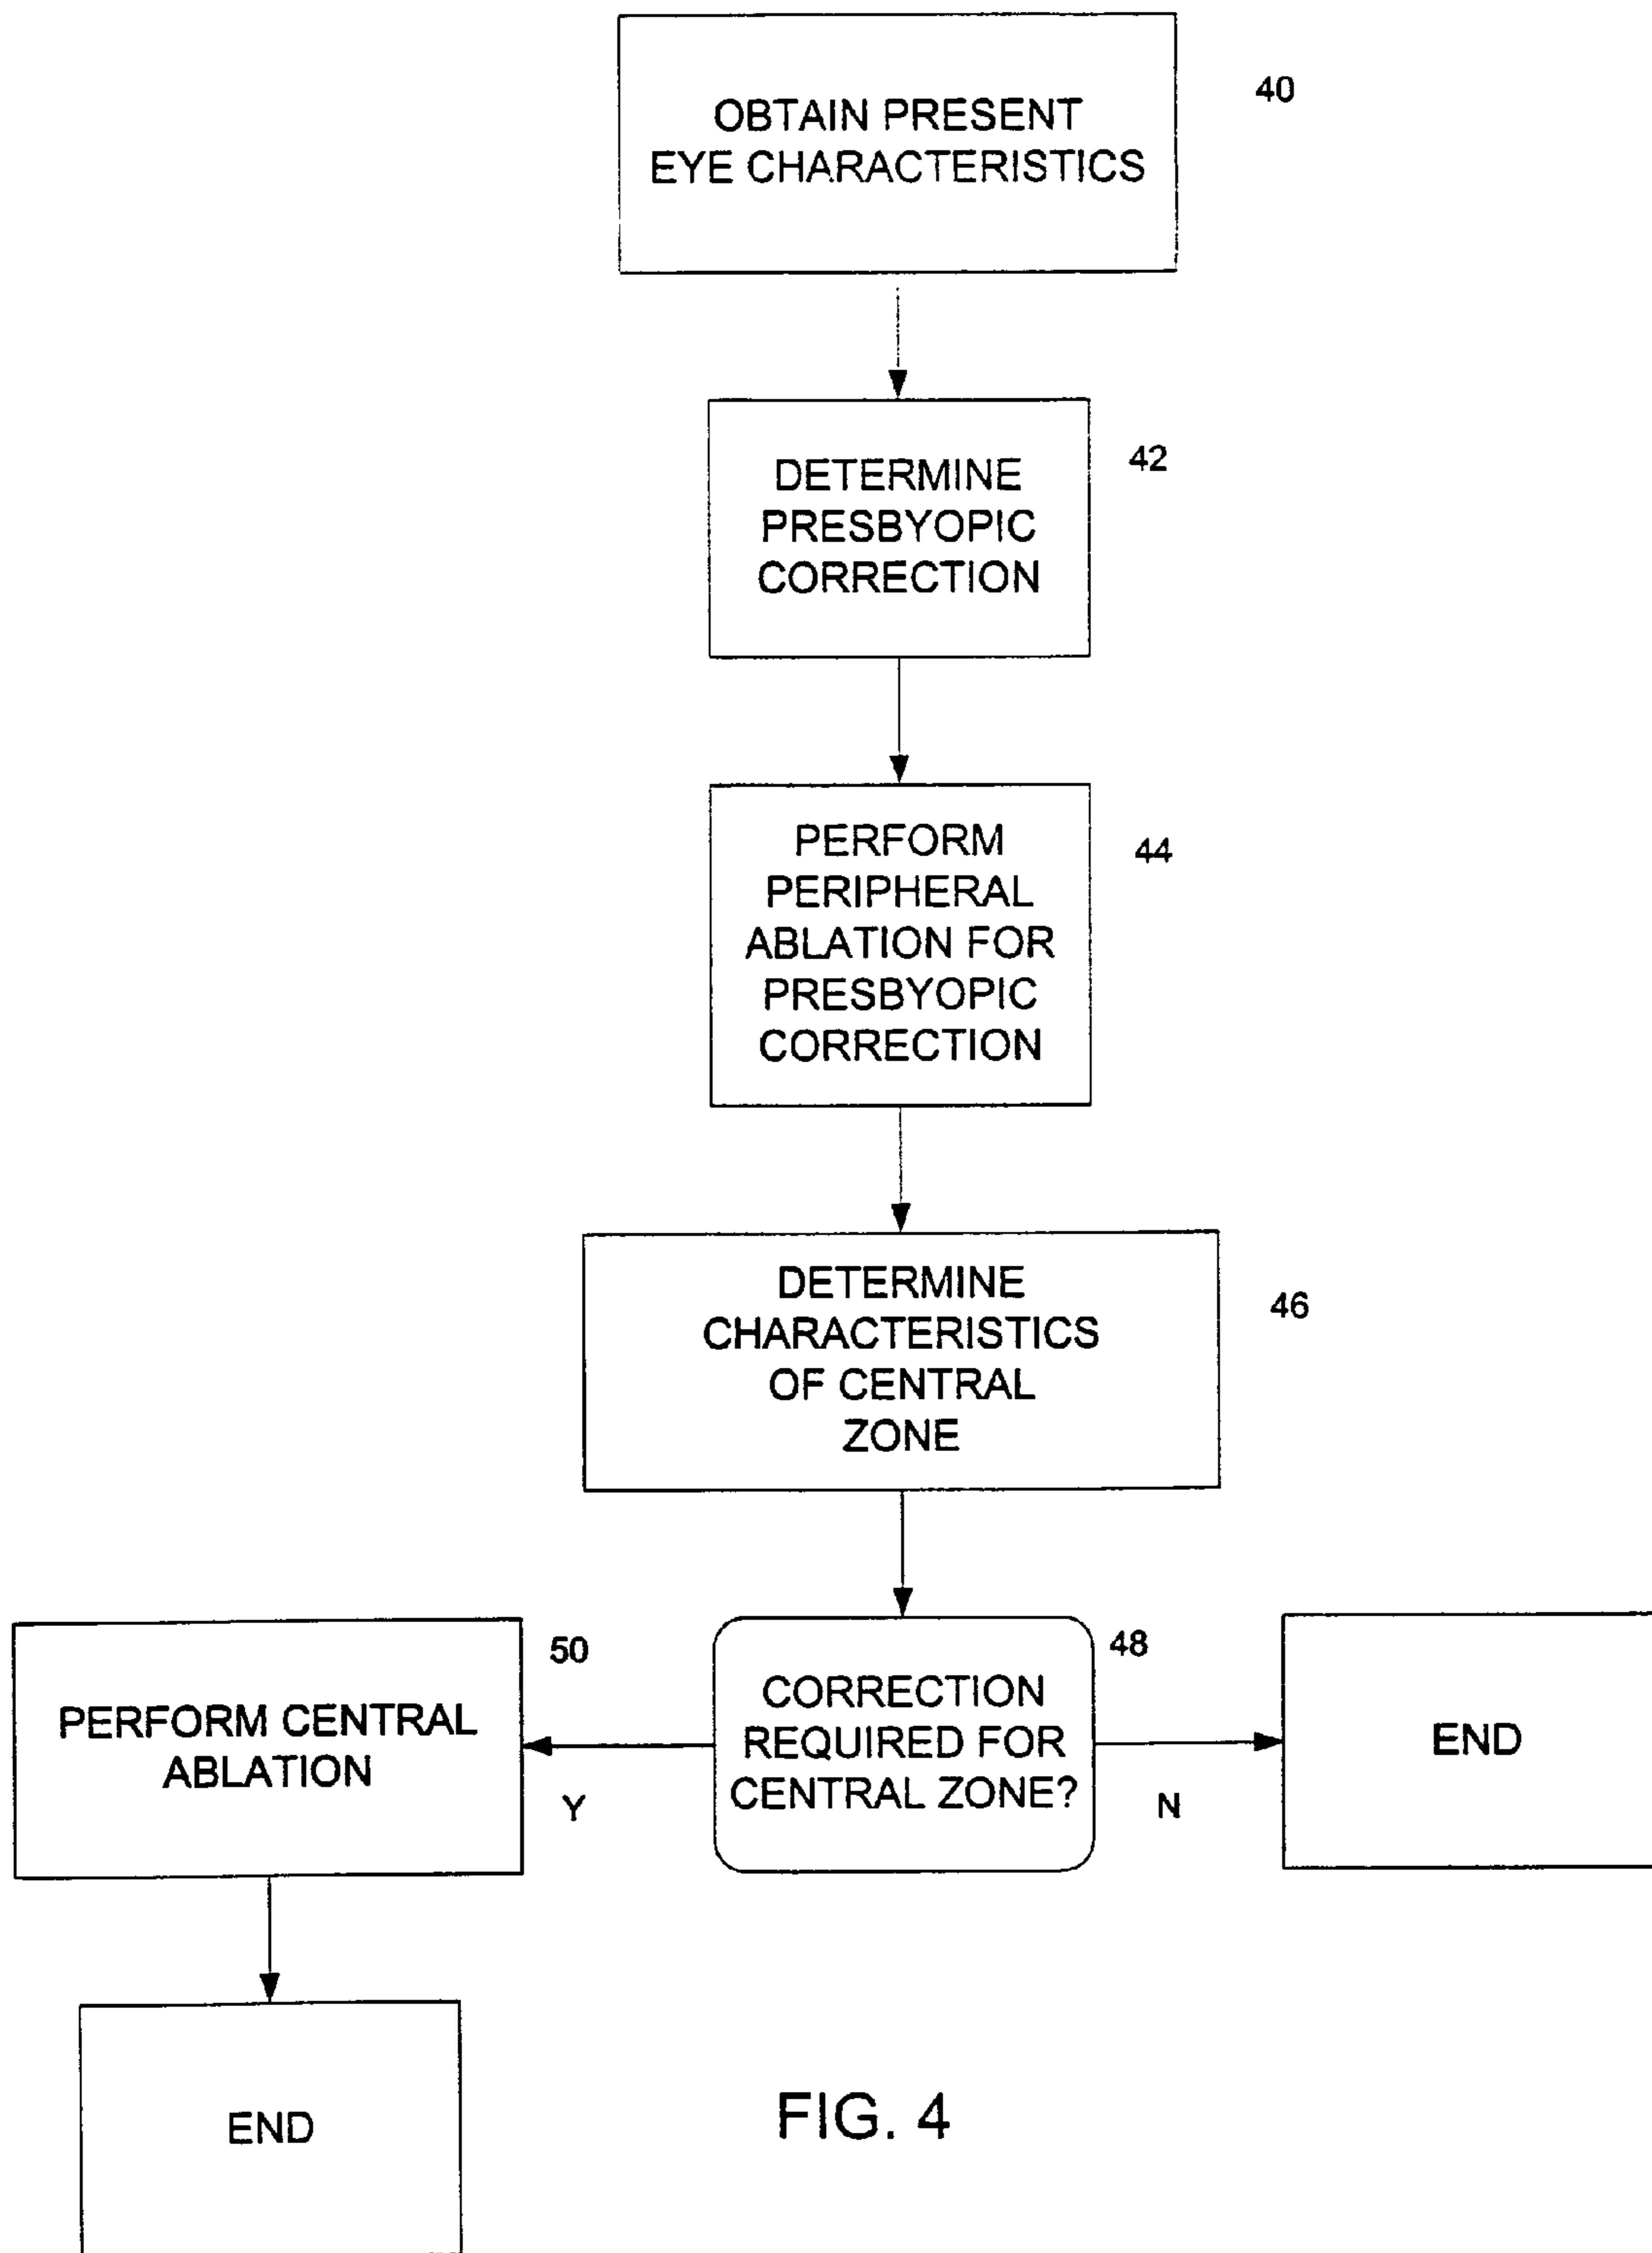 OBTAIN PRESENT
EYE CHARACTERISTICS
40
DETERMINE
PRESBYOPIC
CORRECTION
42
PERFORM
PERIPHERAL
ABLATION FOR
PRESBYOPIC
CORRECTION
44
DETERMINE
CHARACTERISTICS
OF CENTRAL
ZONE
46
CORRECTION
REQUIRED FOR
CENTRAL ZONE?
48
PERFORM CENTRAL
ABLATION
50
Y
N
END
END
FIG. 4